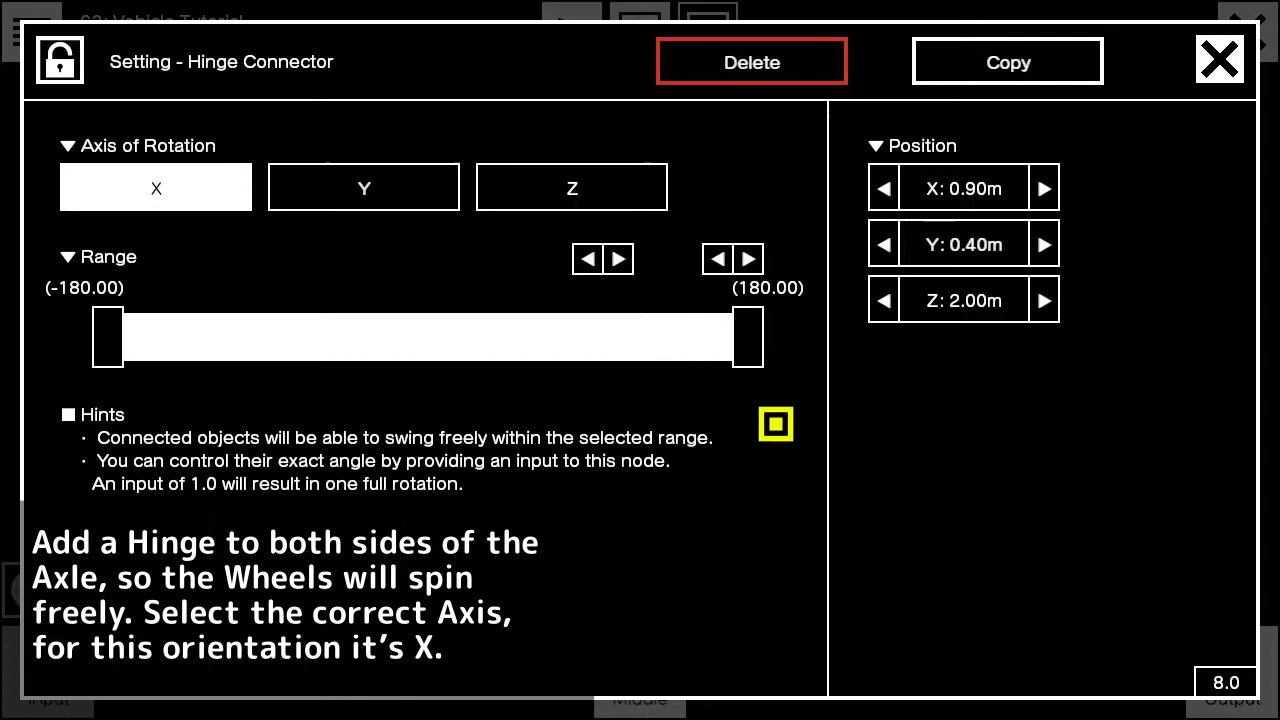 Setting - Hinge Connector
Delete
Copy
▼ Axis of Rotation
X
Y
Z
▼ Range
(-180.00)
(180.00)
■ Hints
· Connected objects will be able to swing freely within the selected range.
· You can control their exact angle by providing an input to this node.
An input of 1.0 will result in one full rotation.
▼ Position
X: 0.90m
Y: 0.40m
Z: 2.00m
Add a Hinge to both sides of the
Axle, so the Wheels will spin
freely. Select the correct Axis,
for this orientation it's X.
8.0
Input
Middle
Output